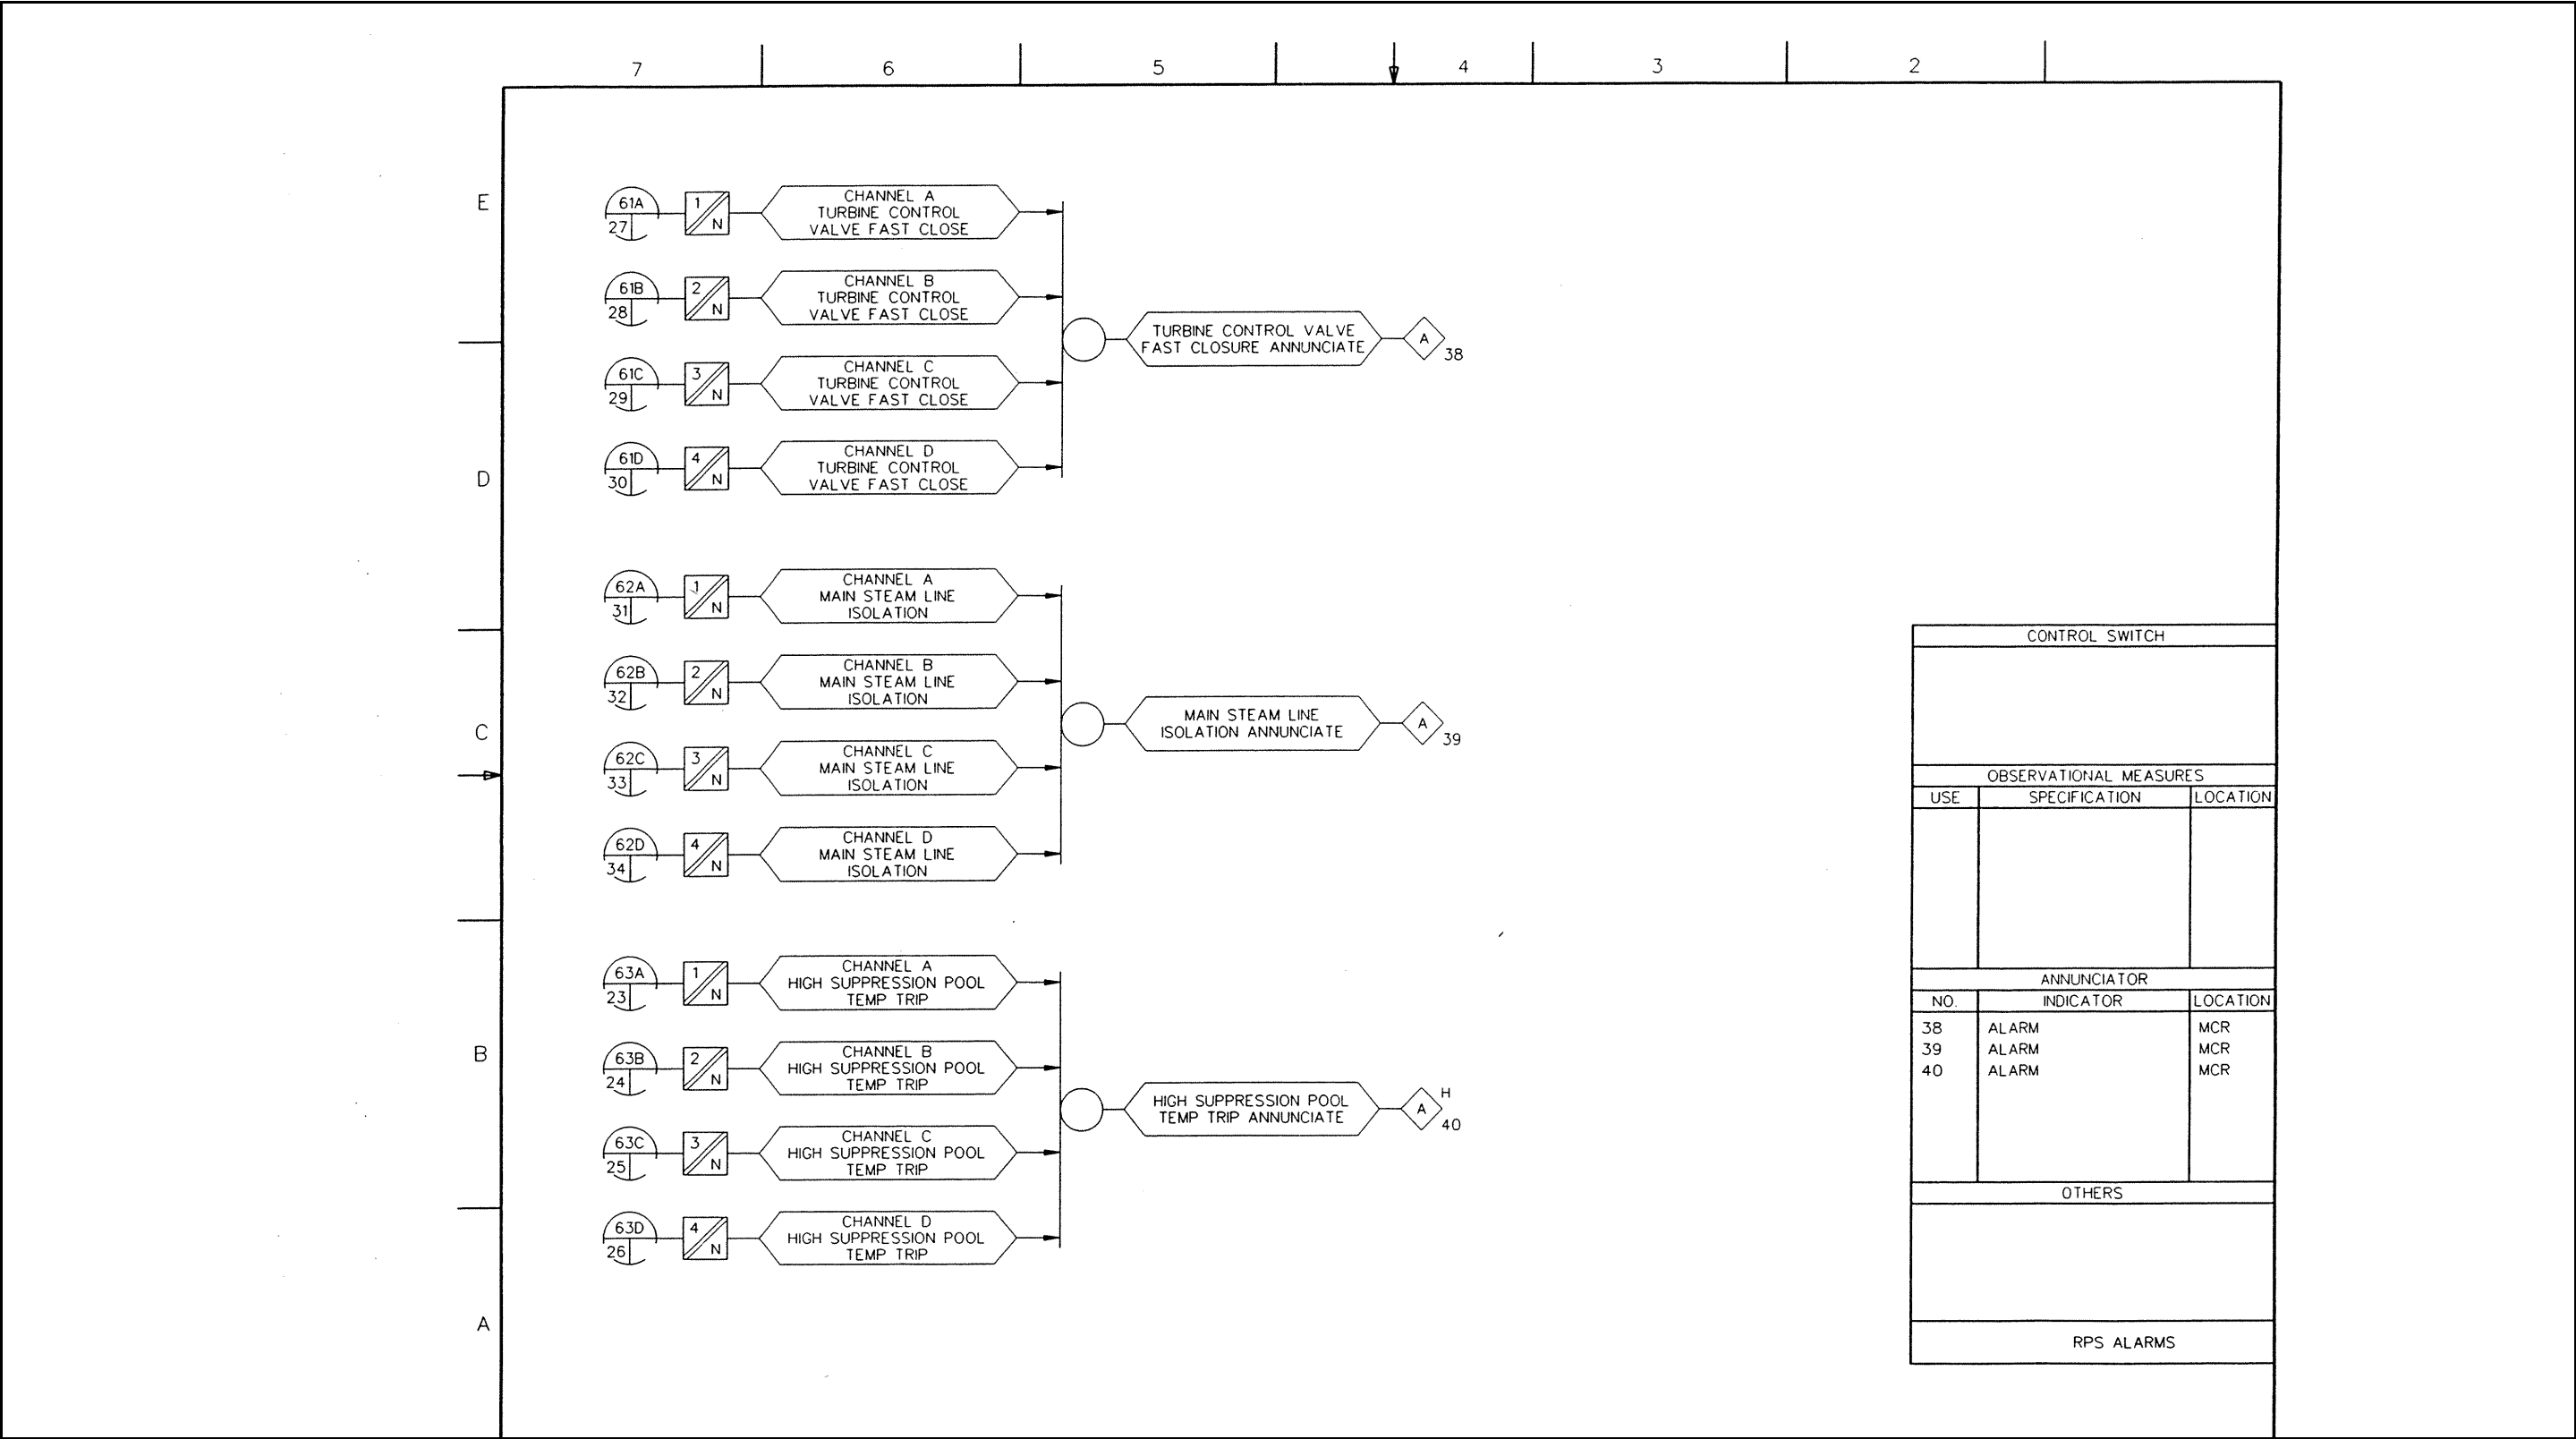 7 6 5 4 3 2
E
61A
27
1
N
CHANNEL A
TURBINE CONTROL
VALVE FAST CLOSE
61B
28
2
N
CHANNEL B
TURBINE CONTROL
VALVE FAST CLOSE
TURBINE CONTROL VALVE
FAST CLOSURE ANNUNCIATE
A
38
61C
29
3
N
CHANNEL C
TURBINE CONTROL
VALVE FAST CLOSE
D
61D
30
4
N
CHANNEL D
TURBINE CONTROL
VALVE FAST CLOSE
62A
31
1
N
CHANNEL A
MAIN STEAM LINE
ISOLATION
62B
32
2
N
CHANNEL B
MAIN STEAM LINE
ISOLATION
C
MAIN STEAM LINE
ISOLATION ANNUNCIATE
A
39
62C
33
3
N
CHANNEL C
MAIN STEAM LINE
ISOLATION
62D
34
4
N
CHANNEL D
MAIN STEAM LINE
ISOLATION
63A
23
1
N
CHANNEL A
HIGH SUPPRESSION POOL
TEMP TRIP
B
63B
24
2
N
CHANNEL B
HIGH SUPPRESSION POOL
TEMP TRIP
HIGH SUPPRESSION POOL
TEMP TRIP ANNUNCIATE
A
H
40
63C
25
3
N
CHANNEL C
HIGH SUPPRESSION POOL
TEMP TRIP
63D
26
4
N
CHANNEL D
HIGH SUPPRESSION POOL
TEMP TRIP
A
CONTROL SWITCH
OBSERVATIONAL MEASURES
USE SPECIFICATION LOCATION
ANNUNCIATOR
NO. INDICATOR LOCATION
38 ALARM MCR
39 ALARM MCR
40 ALARM MCR
OTHERS
RPS ALARMS